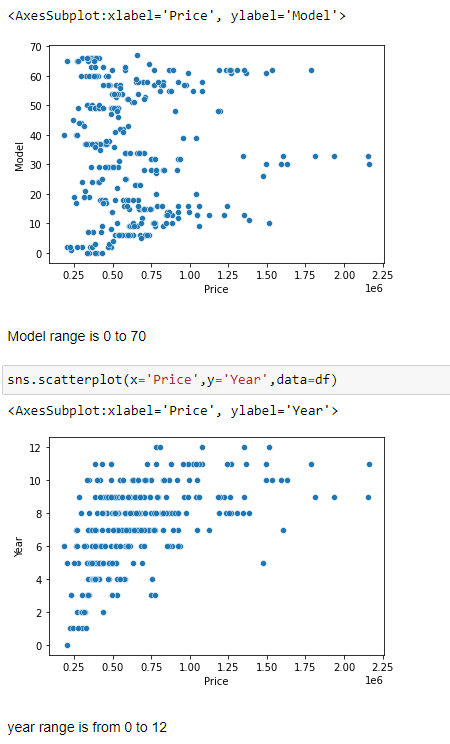 <AxesSubplot:xlabel='Price', ylabel='Model'>
70
60
50
40
30
20
10
0
Model
0.25 0.50 0.75 1.00 1.25 1.50 1.75 2.00 2.25
Price
1e6
Model range is 0 to 70
sns.scatterplot(x='Price',y='Year',data=df)
<AxesSubplot:xlabel='Price', ylabel='Year'>
12
10
8
6
4
2
0
Year
0.25 0.50 0.75 1.00 1.25 1.50 1.75 2.00 2.25
Price
1e6
year range is from 0 to 12